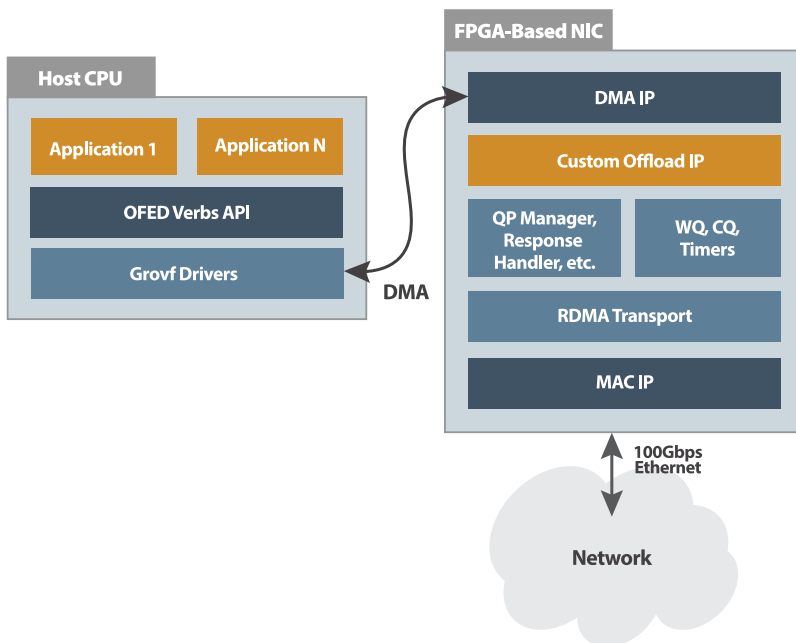 Host CPU
Application 1
Application N
OFED Verbs API
Grovf Drivers
DMA
FPGA-Based NIC
DMA IP
Custom Offload IP
QP Manager,
Response
Handler, etc.
WQ, CQ,
Timers
RDMA Transport
MAC IP
100Gbps
Ethernet
Network